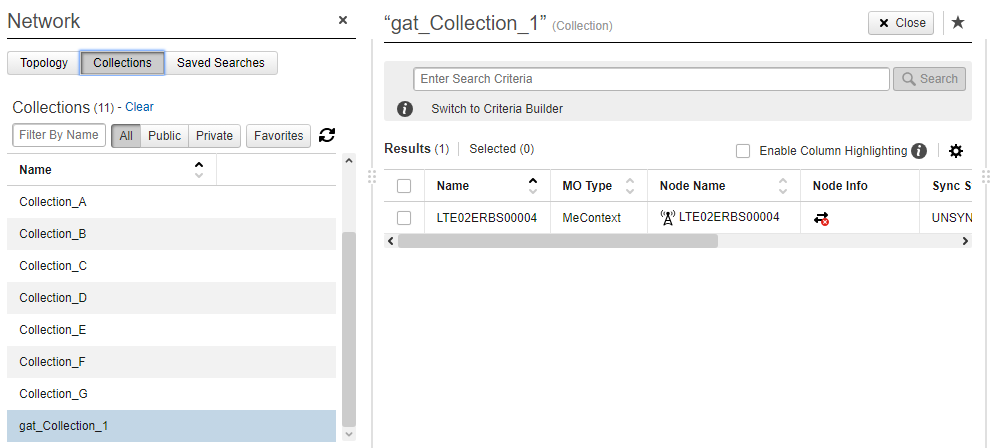 Network
Topology Collections Saved Searches
Collections (11) - Clear
Filter By Name All Public Private Favorites
Name
Collection_A
Collection_B
Collection_C
Collection_D
Collection_E
Collection_F
Collection_G
gat_Collection_1
“gat_Collection_1” (Collection)
Close
Enter Search Criteria Search
Switch to Criteria Builder
Results (1) Selected (0) Enable Column Highlighting
Name MO Type Node Name Node Info Sync S
LTE02ERBS00004 MeContext LTE02ERBS00004 UNSYN